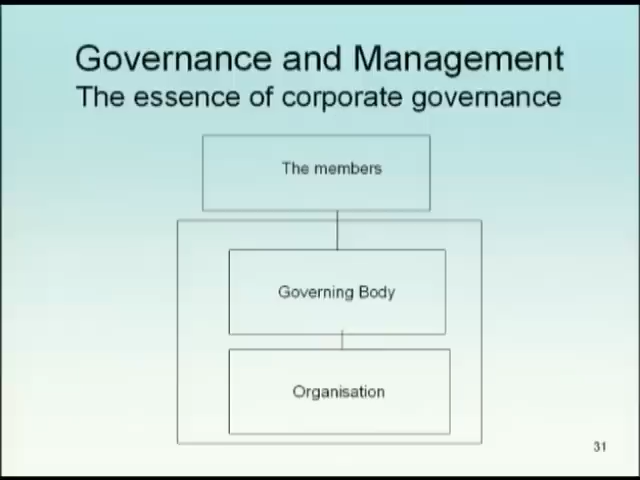 Governance and Management
The essence of corporate governance
The members
Governing Body
Organisation
31